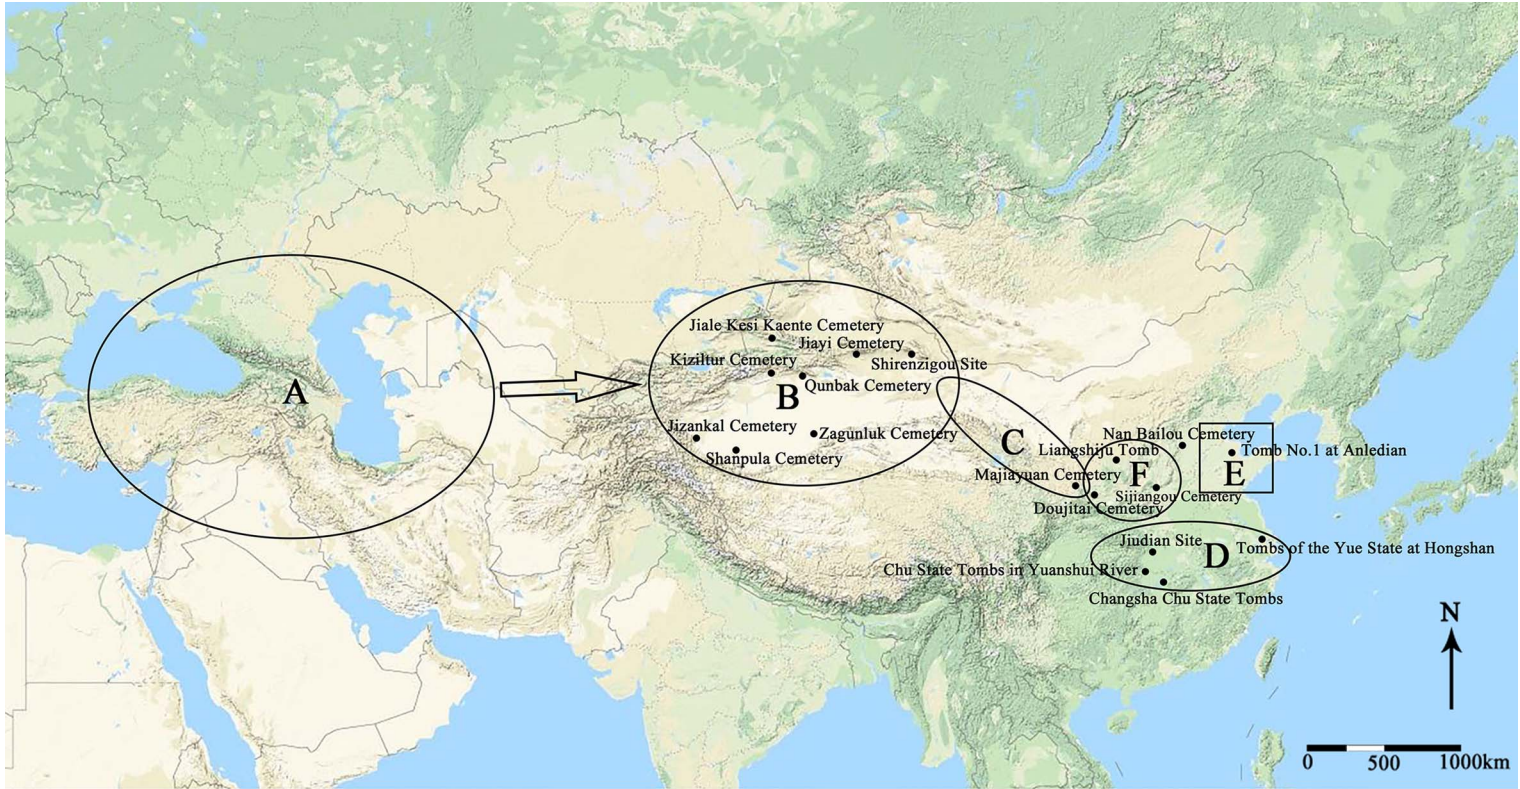 Jiale Kesi Kaente Cemetery
Jiayi Cemetery
Kiziltur Cemetery
Shirenzigou Site
Qunbak Cemetery
A
B
Jizankal Cemetery
Zagunluk Cemetery
Shanpula Cemetery
C
Nan Bailou Cemetery
Liangshiju Tomb
Tomb No.1 at Anledian
Majiayuan Cemetery
F
E
Sijiangou Cemetery
Doujitai Cemetery
Jiudian Site
D
Tombs of the Yue State at Hongshan
Chu State Tombs in Yuanshui River
Changsha Chu State Tombs
N
0 500 1000km